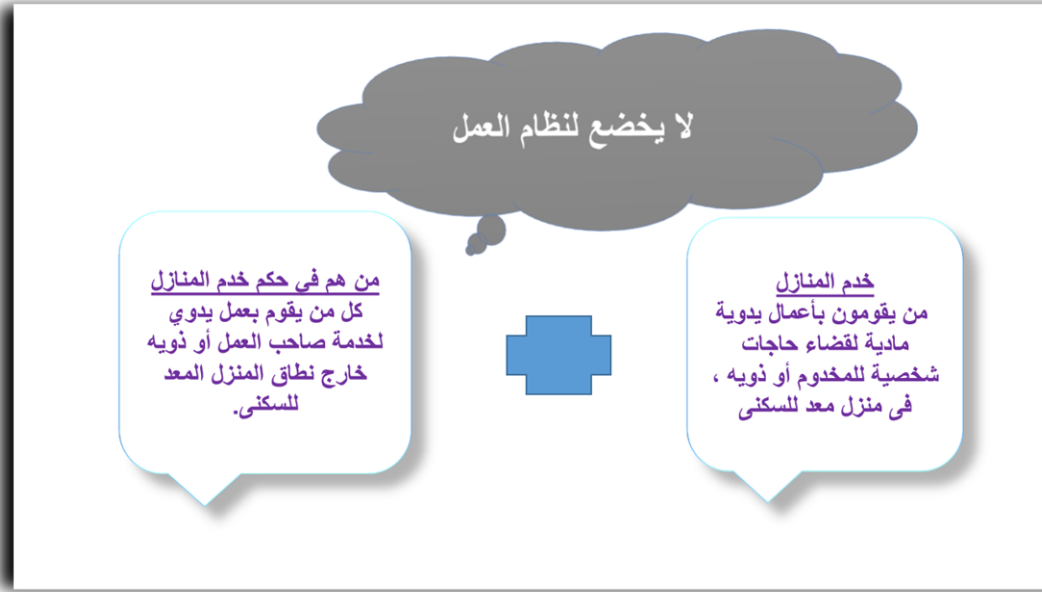 لا يخضع لنظام العمل
خدم المنازل
من يقومون بأعمال يدوية
مادية لقضاء حاجات
شخصية للمخدوم أو ذويه ،
فى منزل معد للسكنى
من هم في حكم خدم المنازل
كل من يقوم بعمل يدوي
لخدمة صاحب العمل أو ذويه
خارج نطاق المنزل المعد
للسكنى.